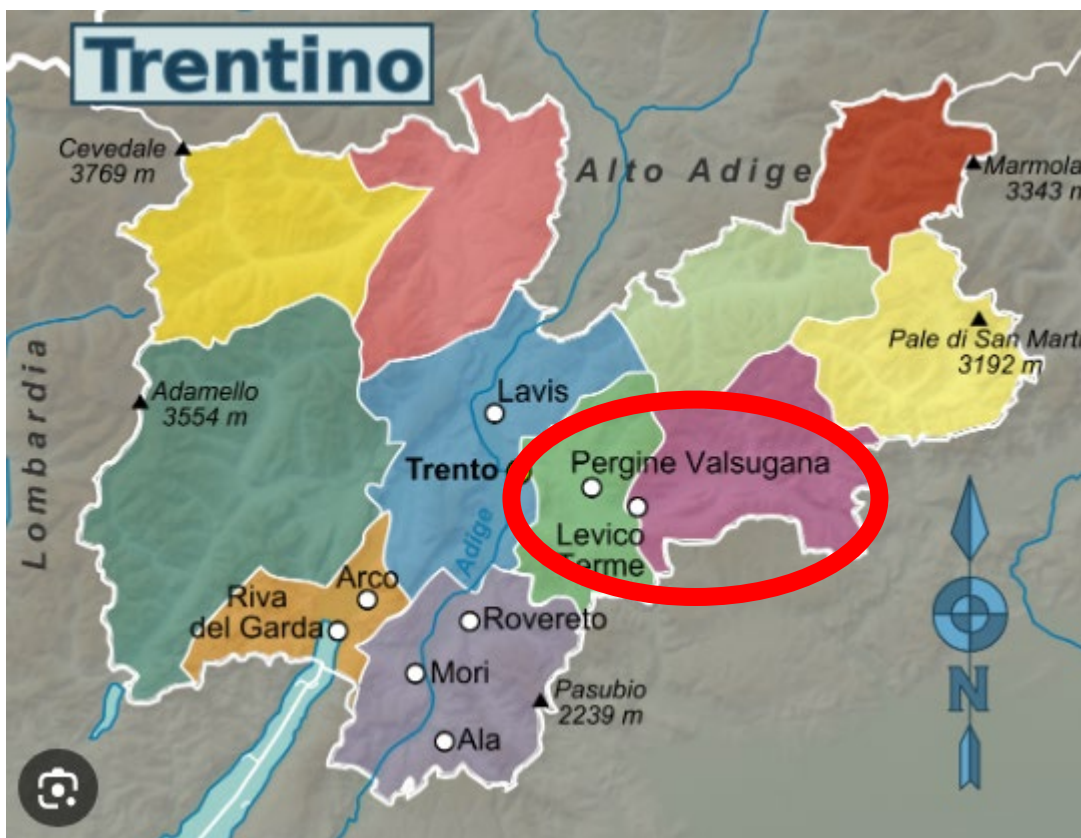 Trentino
Cevedale
3769 m
Alto Adige
Marmola
3343 m
Lombardia
Pale di San Marti
3192 m
Adamello
3554 m
Lavis
Trento
Pergine Valsugana
Levico
Terme
Adige
Arco
Riva
del Garda
Rovereto
Mori
Pasubio
2239 m
Ala
N